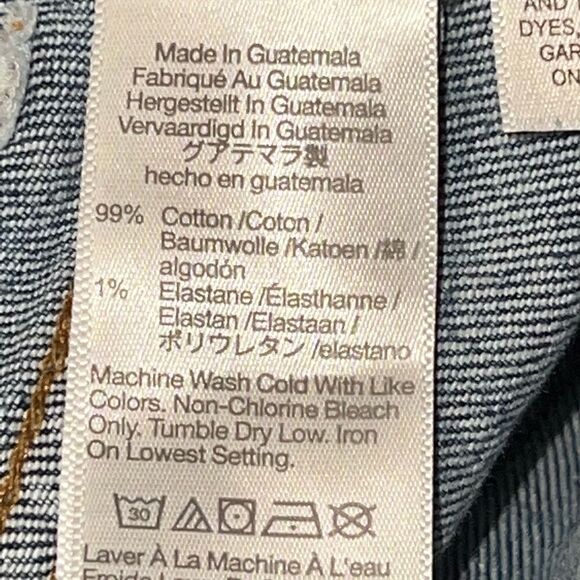 Made In Guatemala
Fabriqué Au Guatemala
Hergestellt In Guatemala
Vervaardigd In Guatemala
グアテマラ製
hecho en guatemala
99% Cotton /Coton /
Baumwolle /Katoen /綿 /
algodón
1% Elastane /Élasthanne /
Elastan /Elastaan /
ポリウレタン /elastano
Machine Wash Cold With Like
Colors. Non-Chlorine Bleach
Only. Tumble Dry Low. Iron
On Lowest Setting.
30
Laver À La Machine À L'eau
AND
DYES,
GAR
ON